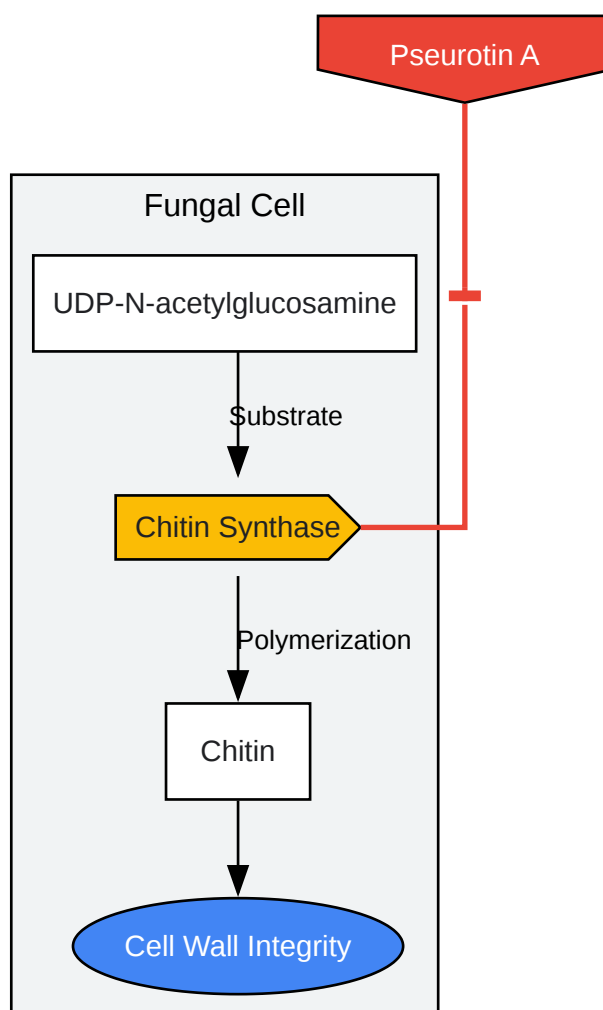 Pseurotin A
Fungal Cell
UDP-N-acetylglucosamine
Substrate
Chitin Synthase
Polymerization
Chitin
Cell Wall Integrity